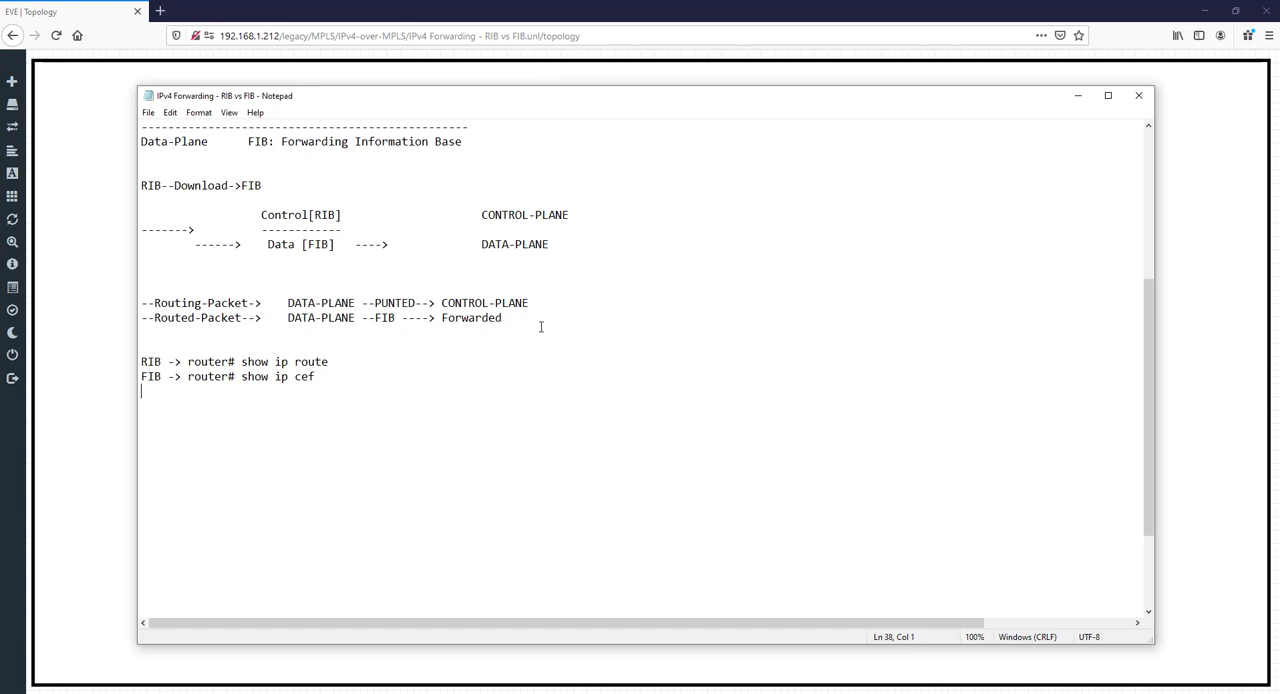 EVE | Topology
192.168.1.212/legacy/MPLS/IPv4-over-MPLS/IPv4 Forwarding - RIB vs FIB.unl/topology
IPv4 Forwarding - RIB vs FIB - Notepad
File Edit Format View Help
-------------------------------------------------
Data-Plane      FIB: Forwarding Information Base
RIB--Download->FIB
Control[RIB]                     CONTROL-PLANE
------->          ------------
------>    Data [FIB]   ---->              DATA-PLANE
--Routing-Packet->    DATA-PLANE --PUNTED--> CONTROL-PLANE
--Routed-Packet-->    DATA-PLANE --FIB ----> Forwarded
RIB -> router# show ip route
FIB -> router# show ip cef
Ln 38, Col 1 100% Windows (CRLF) UTF-8